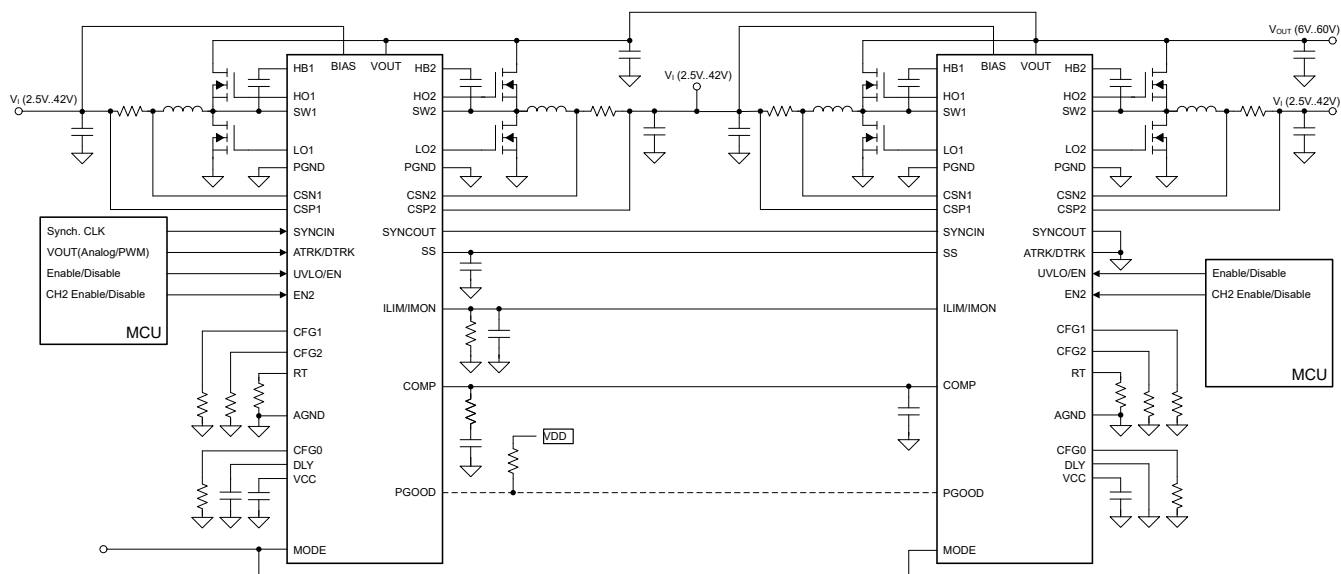 V_OUT (6V..60V)
BIAS VOUT
HB1
HB2
V_I (2.5V..42V)
HO1
HO2
V_I (2.5V..42V)
SW1
SW2
LO1
LO2
PGND
PGND
CSN1
CSN2
CSP1
CSP2
BIAS VOUT
HB1
HB2
HO1
HO2
SW1
SW2
V_I (2.5V..42V)
LO1
LO2
PGND
PGND
CSN1
CSN2
CSP1
CSP2
Synch. CLK
VOUT(Analog/PWM)
Enable/Disable
CH2 Enable/Disable
MCU
SYNCIN
SYNCOUT
ATRK/DTRK
SS
UVLO/EN
EN2
ILIM/IMON
CFG1
CFG2
RT
COMP
AGND
CFG0
DLY
VCC
PGOOD
MODE
VDD
SYNCIN
SYNCOUT
SS
ATRK/DTRK
UVLO/EN
EN2
ILIM/IMON
CFG1
CFG2
RT
COMP
AGND
CFG0
DLY
VCC
PGOOD
MODE
Enable/Disable
CH2 Enable/Disable
MCU